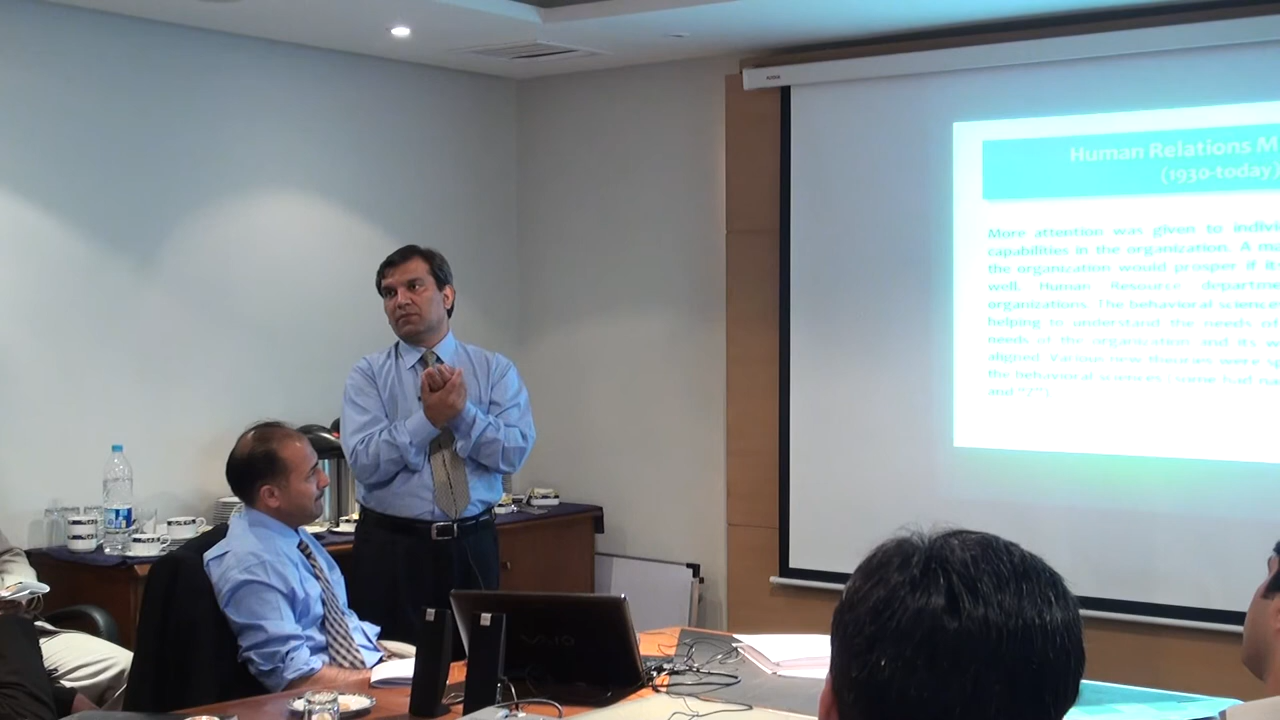 Human Relations M
(1930-today)
More attention was given to indivi
capabilities in the organization. A ma
the organization would prosper if its
well. Human Resource departme
organizations. The behavioral science
helping to understand the needs of
needs of the organization and its w
aligned. Various new theories were sp
the behavioral sciences (some had na
and "Z").
VAIO